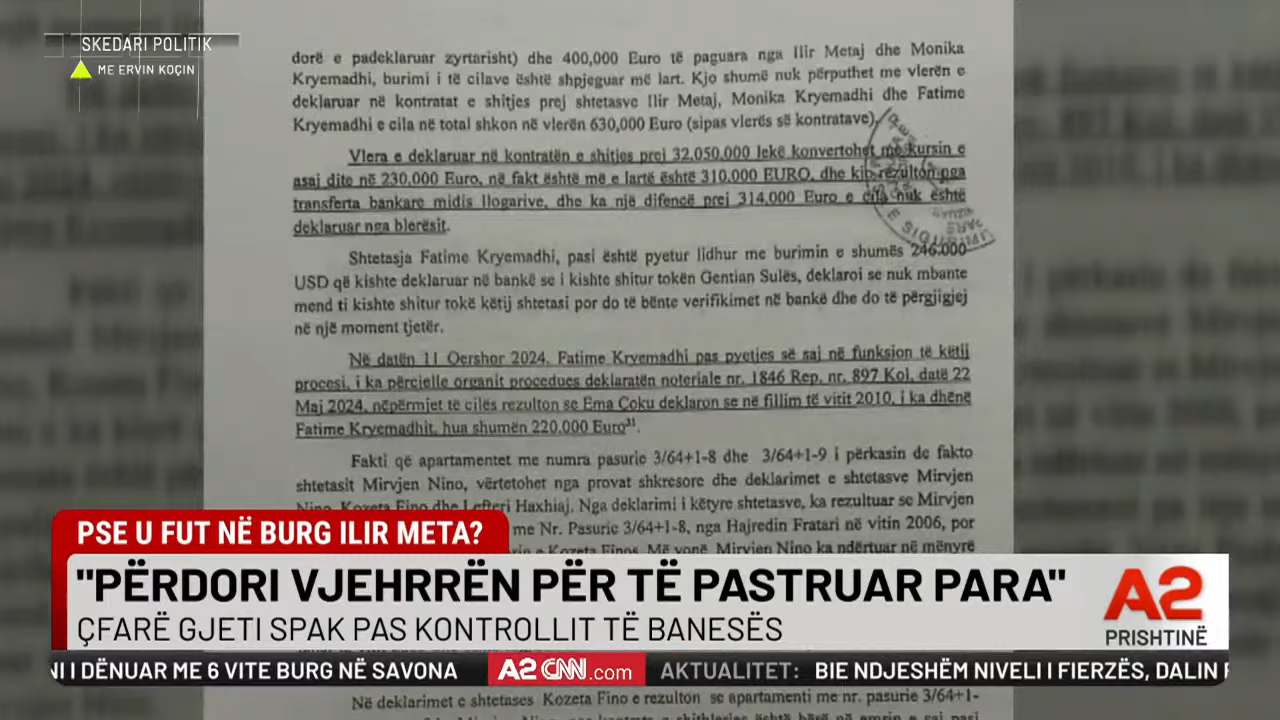 SKEDARI POLITIK
ME ERVIN KOÇIN
dorë e padeklaruar zyrtarisht) dhe 400,000 Euro të paguara nga Ilir Metaj dhe Monika
Kryemadhi, burimi i të cilave është shpjeguar më lart. Kjo shumë nuk përputhet me vlerën e
deklaruar në kontratat e shitjes prej shtetasve Ilir Metaj, Monika Kryemadhi dhe Fatime
Kryemadhi e cila në total shkon në vlerën 630,000 Euro (sipas vlerës së kontratave).
Vlera e deklaruar në kontratën e shitjes prej 32,050,000 lekë konvertohet me kursin e
asaj dite në 230,000 Euro, në fakt është më e lartë është 310,000 EURO, dhe kjo rezulton nga
transferta bankare midis llogarive, dhe ka një difencë prej 314,000 Euro e cila nuk është
deklaruar nga blerësit.
Shtetasja Fatime Kryemadhi, pasi është pyetur lidhur me burimin e shumës 246.000
USD që kishte deklaruar në bankë se i kishte shitur tokën Gentian Sulës, deklaroi se nuk mbante
mend ti kishte shitur tokë këtij shtetasi por do të bënte verifikimet në bankë dhe do të përgjigjej
në një moment tjetër.
Në datën 11 Qershor 2024, Fatime Kryemadhi pas pyetjes së saj në funksion të këtij
procesi, i ka përcjelle organit procedues deklaratën noteriale nr. 1846 Rep, nr. 897 Kol, datë 22
Maj 2024, nëpërmjet të cilës rezulton se Ema Çoku deklaron se në fillim të vitit 2010, i ka dhënë
Fatime Kryemadhit, hua shumën 220.000 Euro³¹.
Fakti që apartamentet me numra pasurie 3/64+1-8 dhe 3/64+1-9 i përkasin de fakto
shtetasit Mirvjen Nino, vërtetohet nga provat shkresore dhe deklarimet e shtetasve Mirvjen
Nino, Kozeta Fino dhe Lefteri Haxhiaj. Nga deklarimi i këtyre shtetasve, ka rezultuar se Mirvjen
me Nr. Pasuric 3/64+1-8, nga Hajredin Fratari në vitin 2006, por
e Kozeta Finos. Më vonë, Mirvjen Nino ka ndërtuar në mënyrë
PSE U FUT NË BURG ILIR META?
"PËRDORI VJEHRRËN PËR TË PASTRUAR PARA"
ÇFARË GJETI SPAK PAS KONTROLLIT TË BANESËS
A2
PRISHTINË
NI I DËNUAR ME 6 VITE BURG NË SAVONA A2CNN.com AKTUALITET: BIE NDJESHËM NIVELI I FIERZËS, DALIN
Në deklarimet e shtetases Kozeta Fino e rezulton se apartamenti me nr. pasurie 3/64+1-